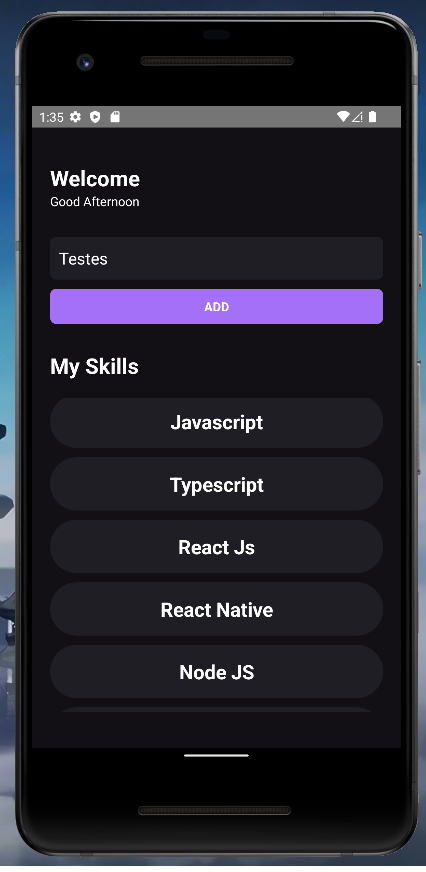 1:35
Welcome
Good Afternoon
Testes
ADD
My Skills
Javascript
Typescript
React Js
React Native
Node JS